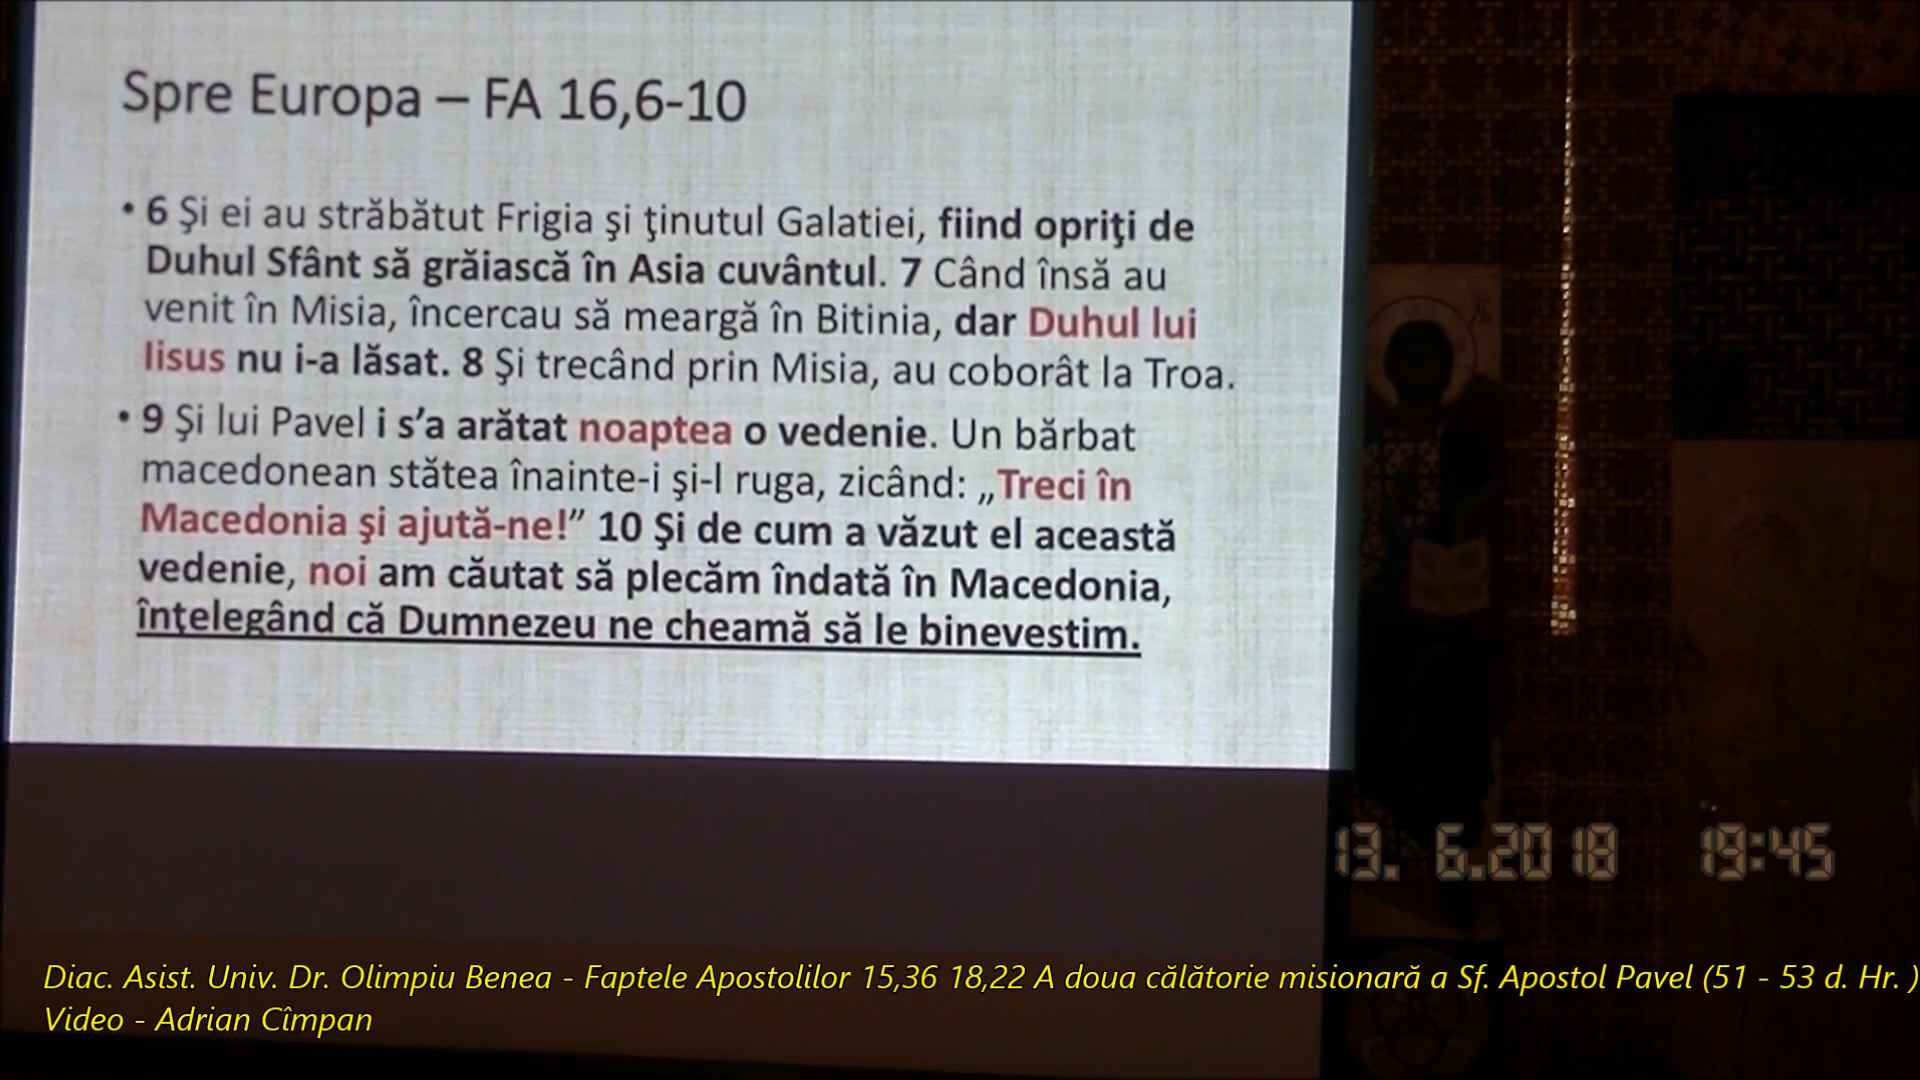 Spre Europa – FA 16,6-10
• 6 Şi ei au străbătut Frigia şi ţinutul Galatiei, fiind opriţi de
Duhul Sfânt să grăiască în Asia cuvântul. 7 Când însă au
venit în Misia, încercau să meargă în Bitinia, dar Duhul lui
Iisus nu i-a lăsat. 8 Şi trecând prin Misia, au coborât la Troa.
• 9 Şi lui Pavel i s’a arătat noaptea o vedenie. Un bărbat
macedonean stătea înainte-i şi-l ruga, zicând: „Treci în
Macedonia şi ajută-ne!” 10 Şi de cum a văzut el această
vedenie, noi am căutat să plecăm îndată în Macedonia,
înţelegând că Dumnezeu ne cheamă să le binevestim.
13. 6.2018 19:45
Diac. Asist. Univ. Dr. Olimpiu Benea - Faptele Apostolilor 15,36 18,22 A doua călătorie misionară a Sf. Apostol Pavel (51 - 53 d. Hr. )
Video - Adrian Cîmpan